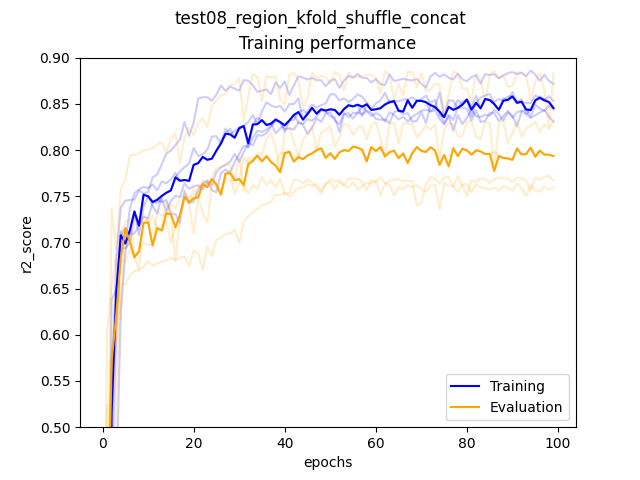 test08_region_kfold_shuffle_concat
Training performance
0.90
0.85
0.80
0.75
0.70
0.65
0.60
0.55
0.50
r2_score
0 20 40 60 80 100
epochs
Training
Evaluation